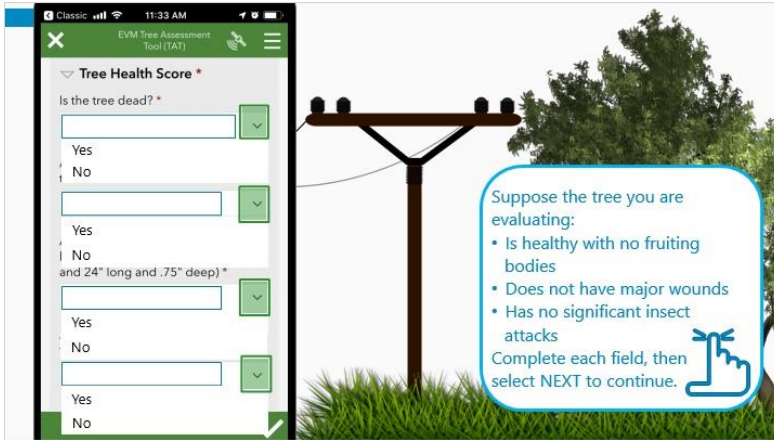 Classic 11:33 AM
EVM Tree Assessment
Tool (TAT)
Tree Health Score *
Is the tree dead? *
Yes
No
Yes
No
and 24" long and .75" deep) *
Yes
No
Yes
No
Suppose the tree you are
evaluating:
• Is healthy with no fruiting
bodies
• Does not have major wounds
• Has no significant insect
attacks
Complete each field, then
select NEXT to continue.